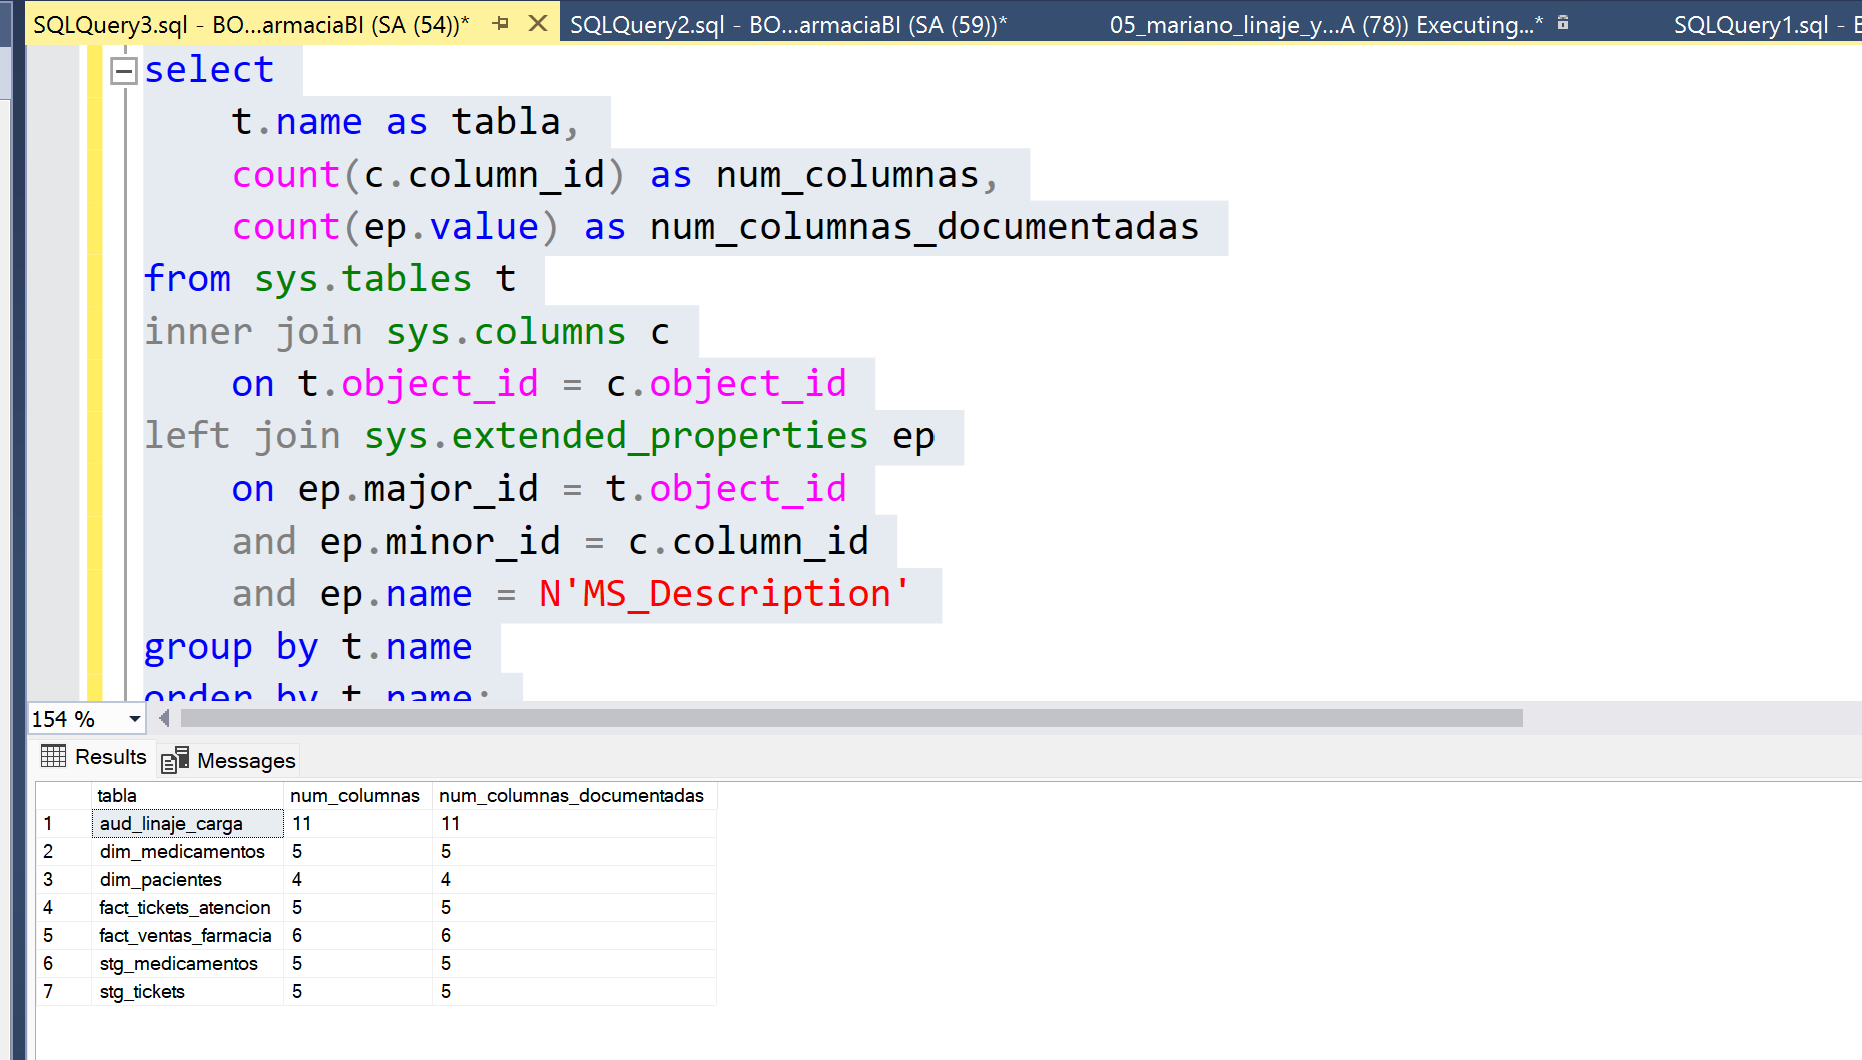 SQLQuery3.sql - BO...armaciaBI (SA (54))* SQLQuery2.sql - BO...armaciaBI (SA (59))* 05_mariano_linaje_y...A (78)) Executing...* SQLQuery1.sql - B
select
t.name as tabla,
count(c.column_id) as num_columnas,
count(ep.value) as num_columnas_documentadas
from sys.tables t
inner join sys.columns c
on t.object_id = c.object_id
left join sys.extended_properties ep
on ep.major_id = t.object_id
and ep.minor_id = c.column_id
and ep.name = N'MS_Description'
group by t.name
order by t.name;
154 %
Results Messages
tabla num_columnas num_columnas_documentadas
1 aud_linaje_carga 11 11
2 dim_medicamentos 5 5
3 dim_pacientes 4 4
4 fact_tickets_atencion 5 5
5 fact_ventas_farmacia 6 6
6 stg_medicamentos 5 5
7 stg_tickets 5 5